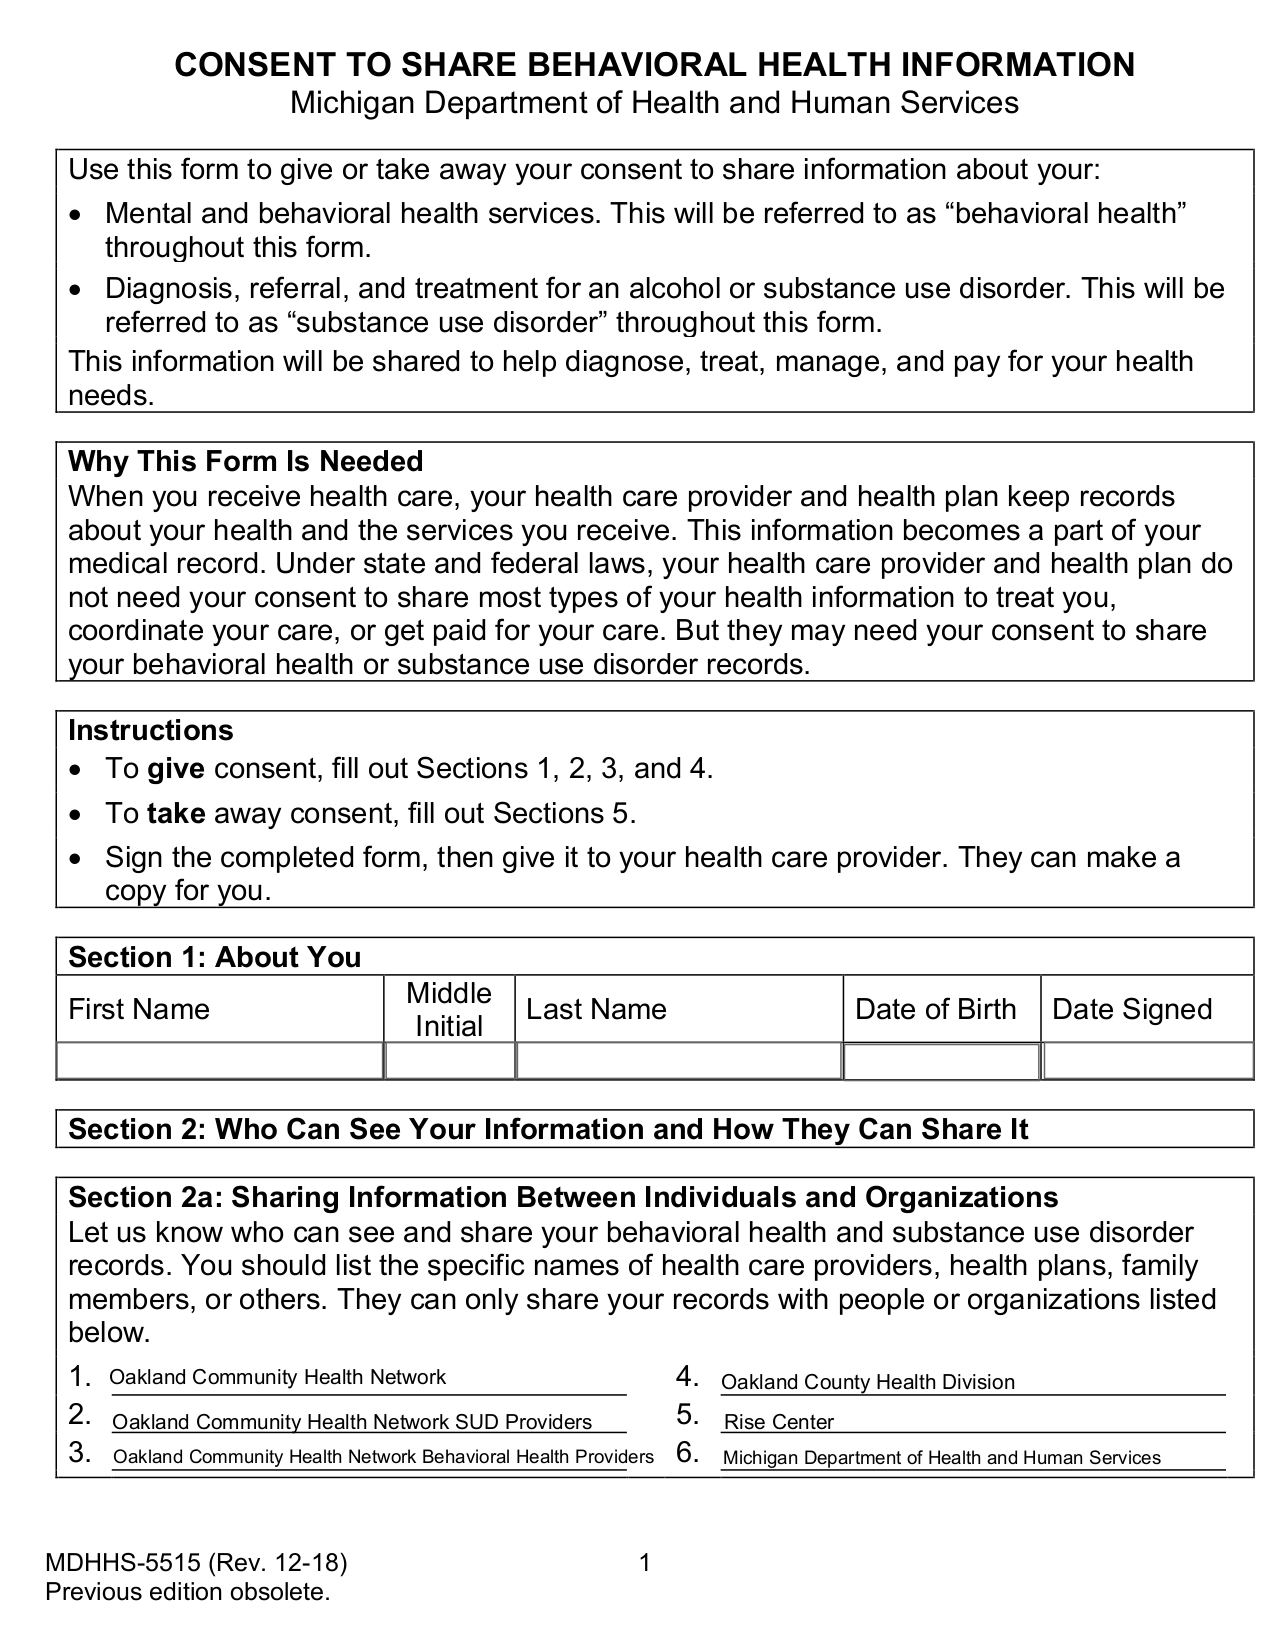 CONSENT TO SHARE BEHAVIORAL HEALTH INFORMATION
Michigan Department of Health and Human Services
Use this form to give or take away your consent to share information about your:
• Mental and behavioral health services. This will be referred to as “behavioral health”
throughout this form.
• Diagnosis, referral, and treatment for an alcohol or substance use disorder. This will be
referred to as “substance use disorder” throughout this form.
This information will be shared to help diagnose, treat, manage, and pay for your health
needs.
Why This Form Is Needed
When you receive health care, your health care provider and health plan keep records
about your health and the services you receive. This information becomes a part of your
medical record. Under state and federal laws, your health care provider and health plan do
not need your consent to share most types of your health information to treat you,
coordinate your care, or get paid for your care. But they may need your consent to share
your behavioral health or substance use disorder records.
Instructions
• To give consent, fill out Sections 1, 2, 3, and 4.
• To take away consent, fill out Sections 5.
• Sign the completed form, then give it to your health care provider. They can make a
copy for you.
Section 1: About You
First Name
Middle
Initial
Last Name
Date of Birth
Date Signed
Section 2: Who Can See Your Information and How They Can Share It
Section 2a: Sharing Information Between Individuals and Organizations
Let us know who can see and share your behavioral health and substance use disorder
records. You should list the specific names of health care providers, health plans, family
members, or others. They can only share your records with people or organizations listed
below.
1. Oakland Community Health Network
2. Oakland Community Health Network SUD Providers
3. Oakland Community Health Network Behavioral Health Providers
4. Oakland County Health Division
5. Rise Center
6. Michigan Department of Health and Human Services
MDHHS-5515 (Rev. 12-18)
1
Previous edition obsolete.